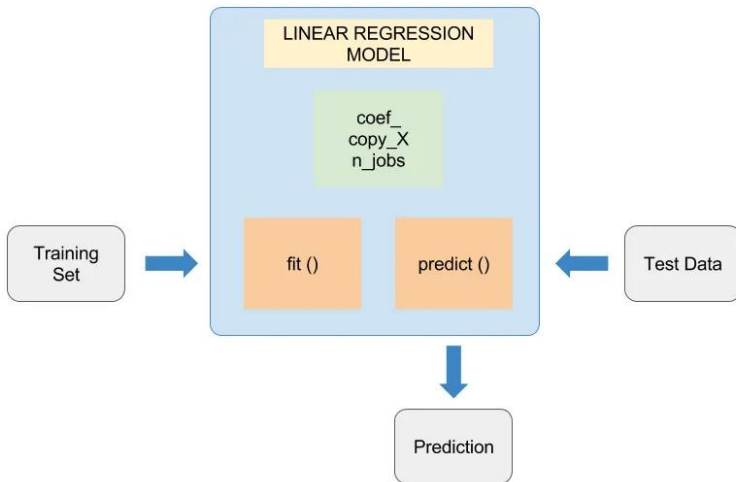 LINEAR REGRESSION
MODEL
coef_
copy_X
n_jobs
Training
Set
fit ()
predict ()
Test Data
Prediction